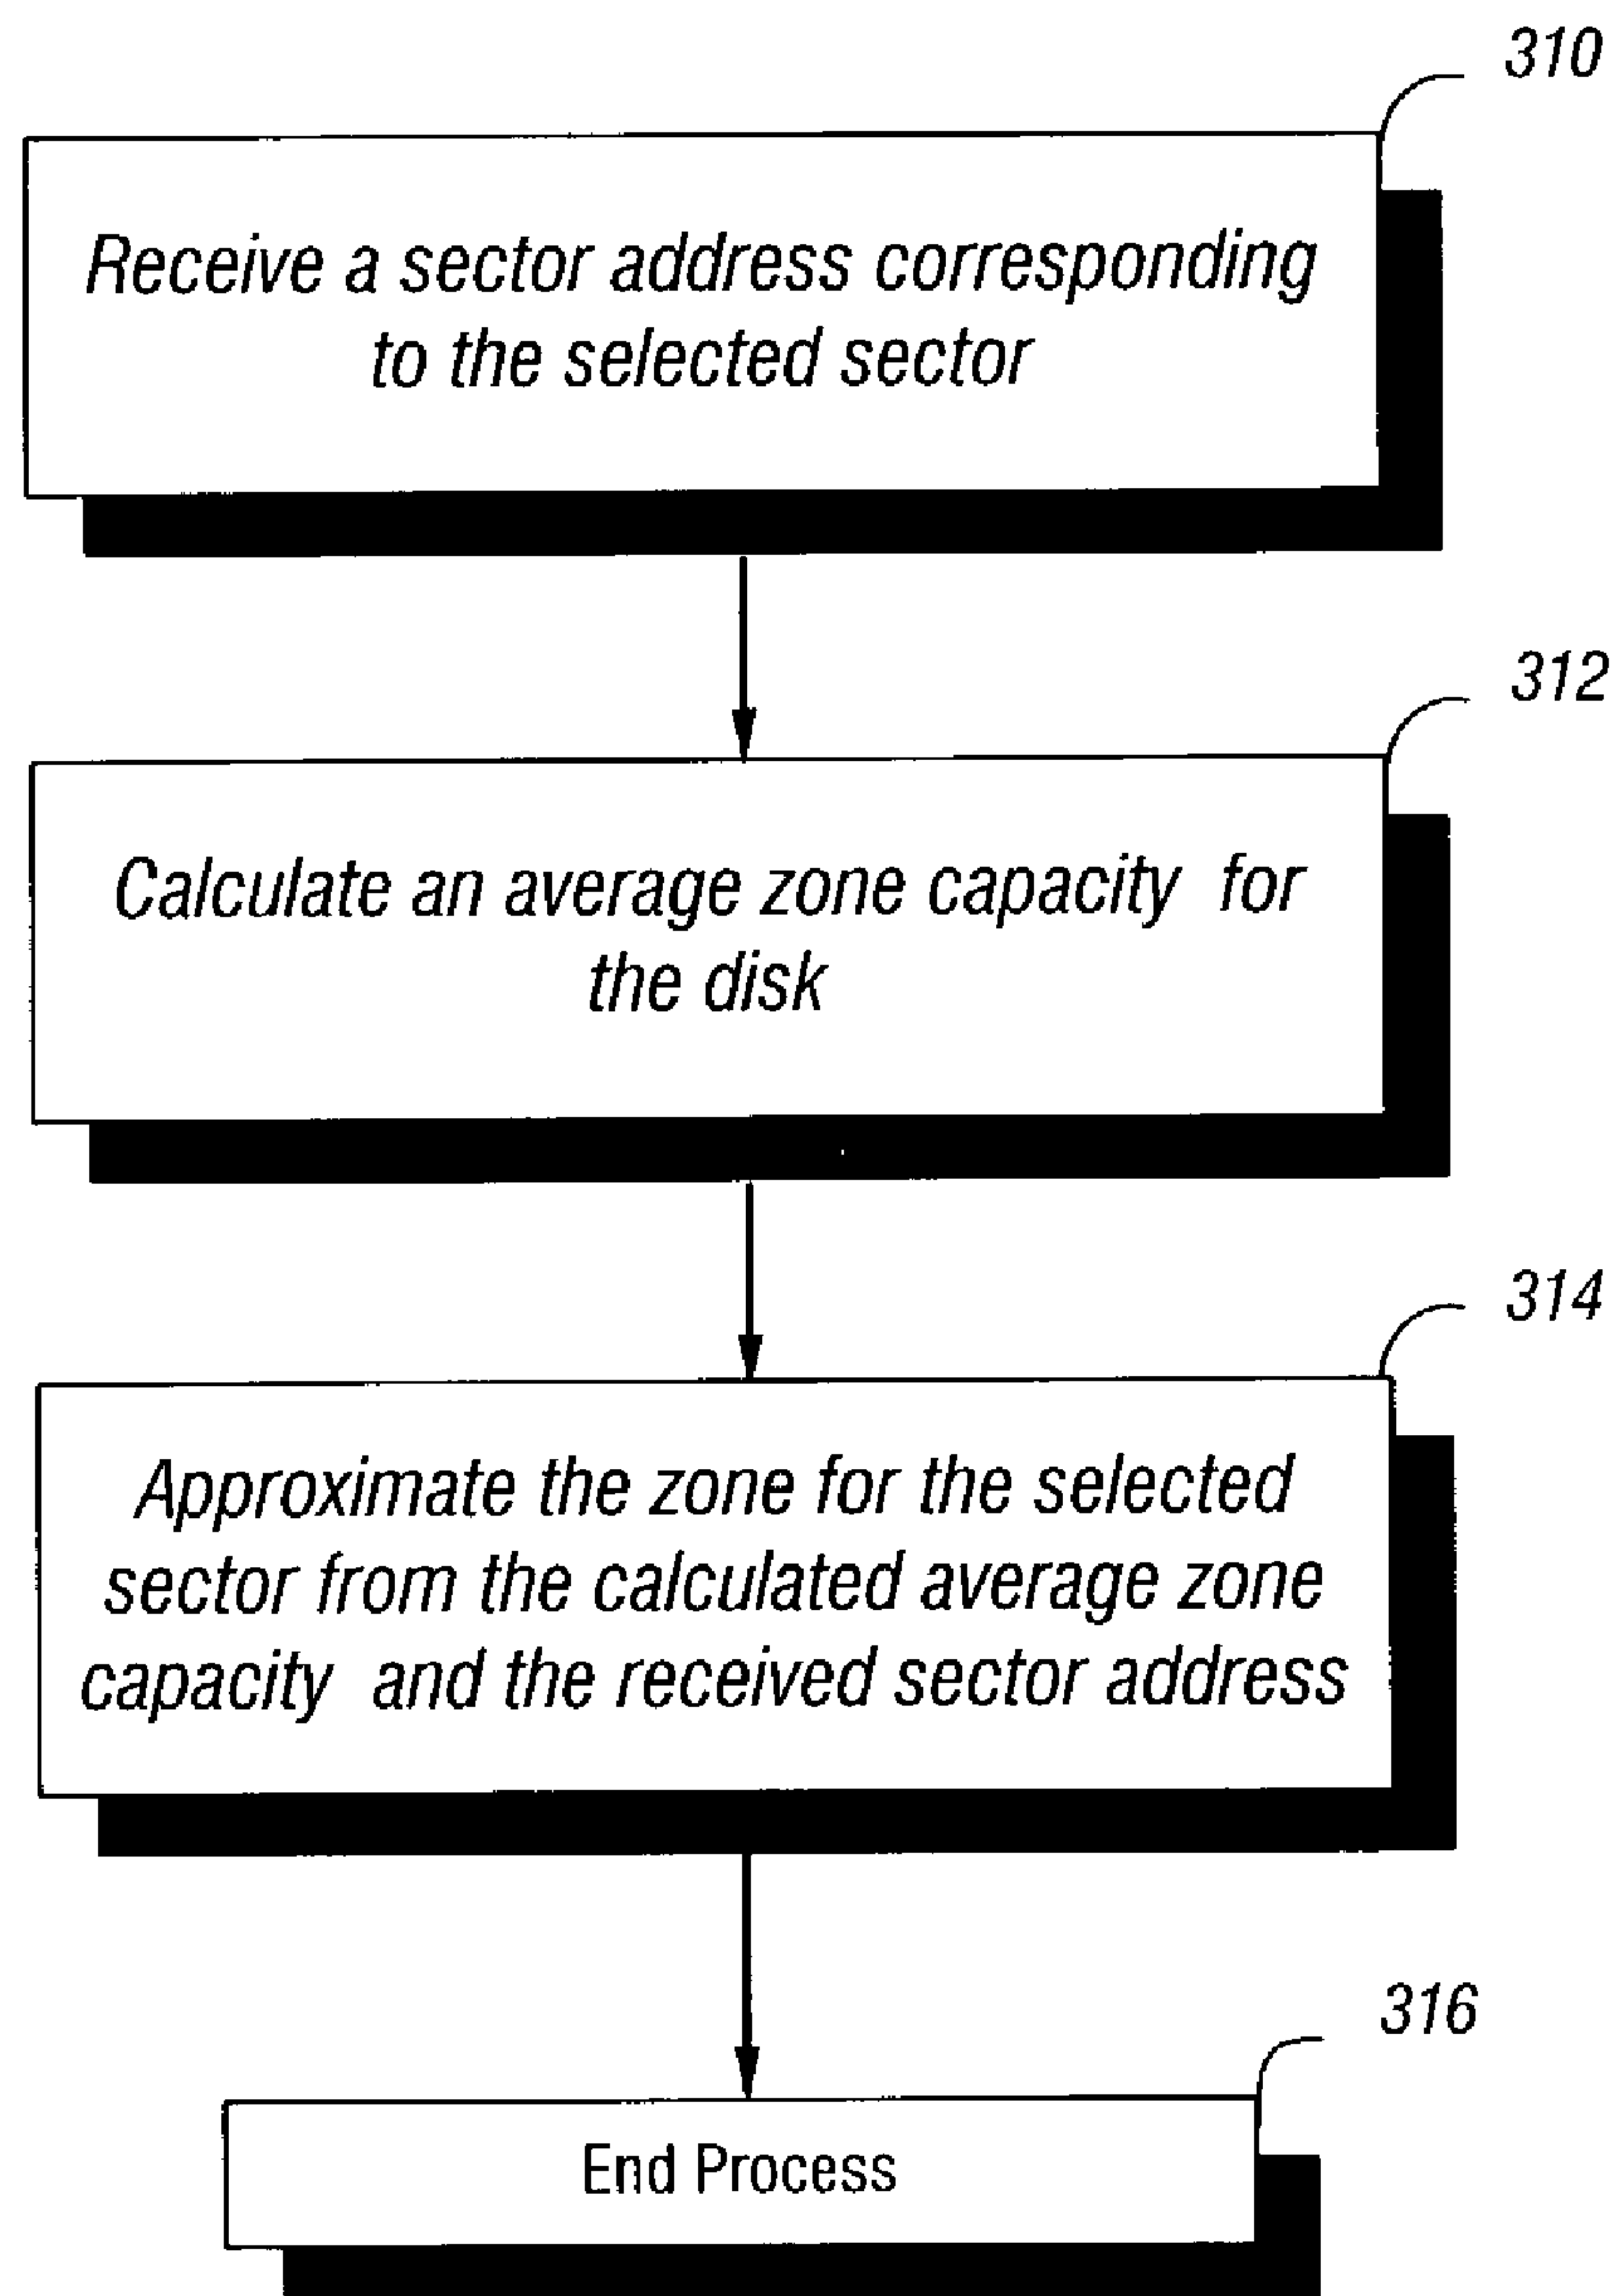 310
Receive a sector address corresponding
to the selected sector
312
Calculate an average zone capacity for
the disk
314
Approximate the zone for the selected
sector from the calculated average zone
capacity and the received sector address
316
End Process